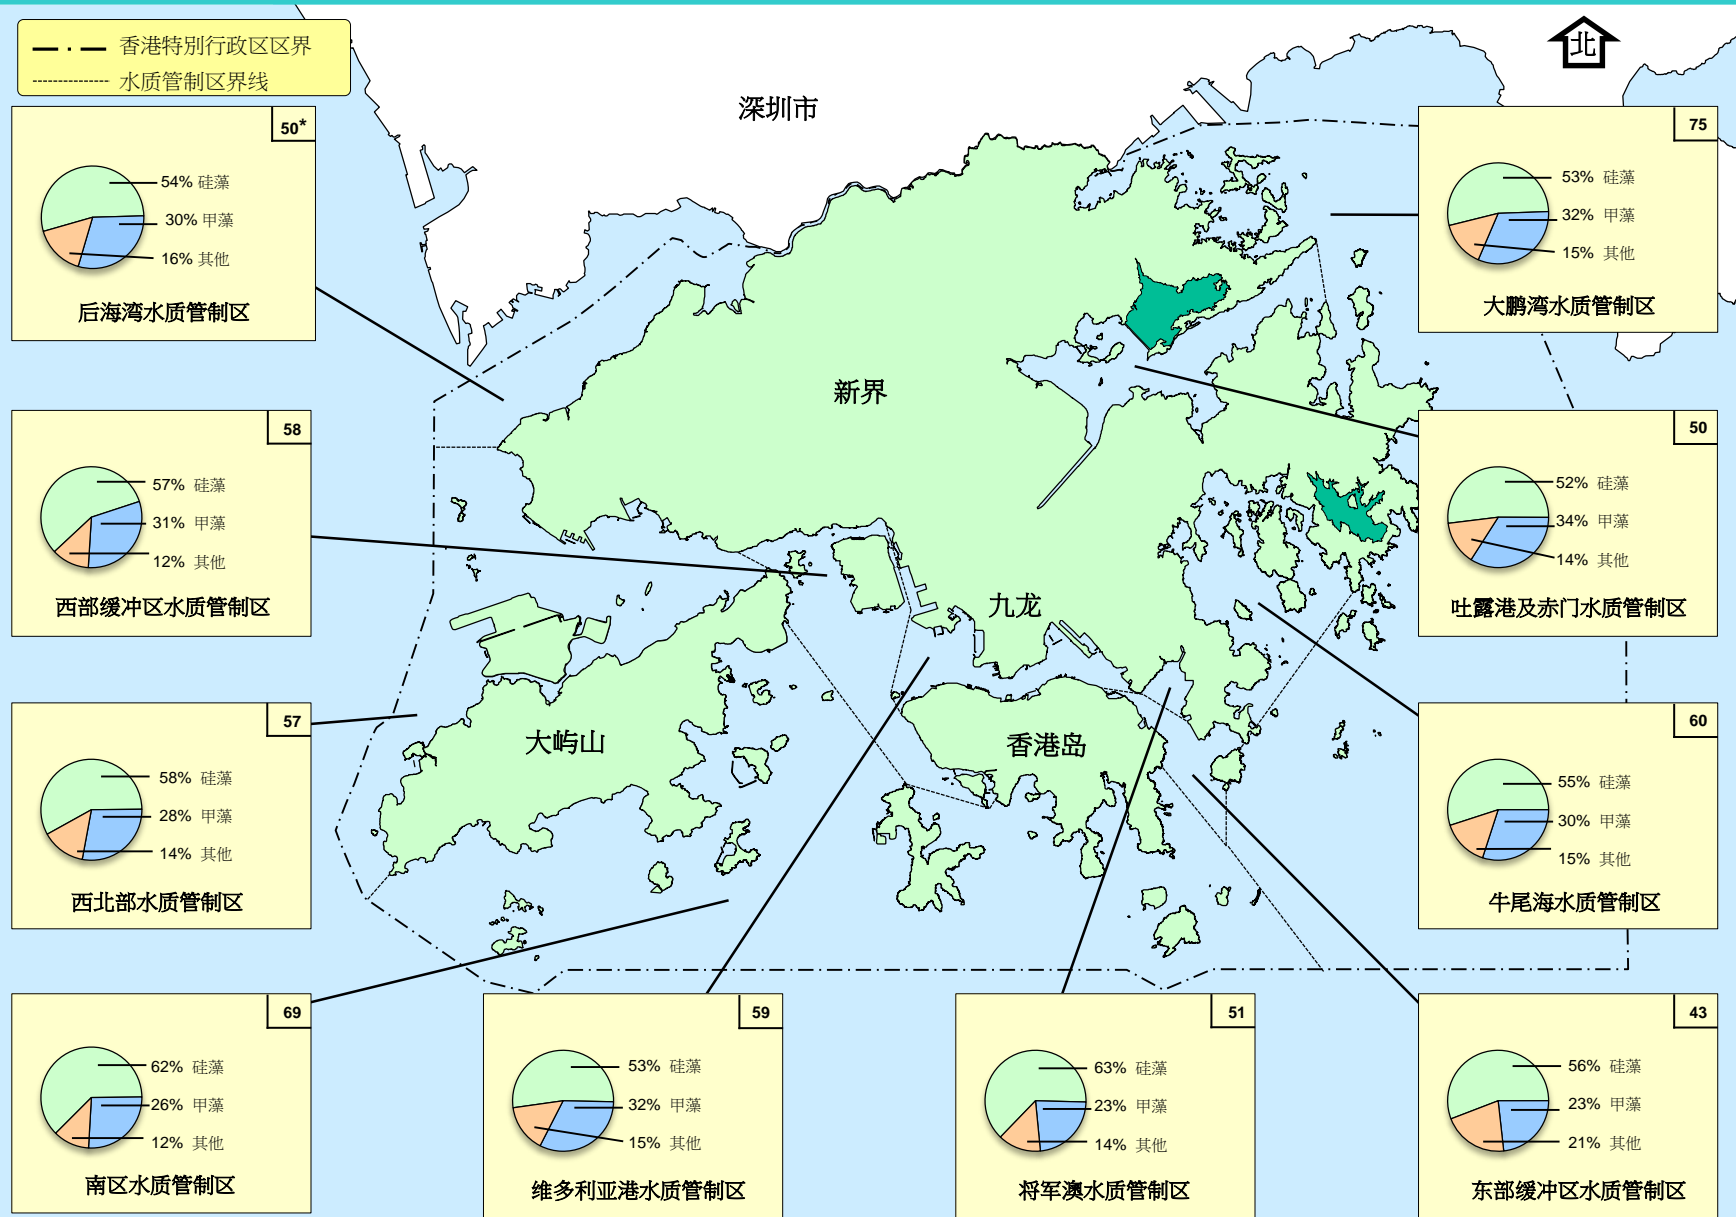 香港特别行政区区界
水质管制区界线
北
深圳市
新界
九龙
大屿山
香港岛
50*
54% 硅藻
30% 甲藻
16% 其他
后海湾水质管制区
58
57% 硅藻
31% 甲藻
12% 其他
西部缓冲区水质管制区
57
58% 硅藻
28% 甲藻
14% 其他
西北部水质管制区
69
62% 硅藻
26% 甲藻
12% 其他
南区水质管制区
59
53% 硅藻
32% 甲藻
15% 其他
维多利亚港水质管制区
51
63% 硅藻
23% 甲藻
14% 其他
将军澳水质管制区
43
56% 硅藻
23% 甲藻
21% 其他
东部缓冲区水质管制区
60
55% 硅藻
30% 甲藻
15% 其他
牛尾海水质管制区
50
52% 硅藻
34% 甲藻
14% 其他
吐露港及赤门水质管制区
75
53% 硅藻
32% 甲藻
15% 其他
大鹏湾水质管制区